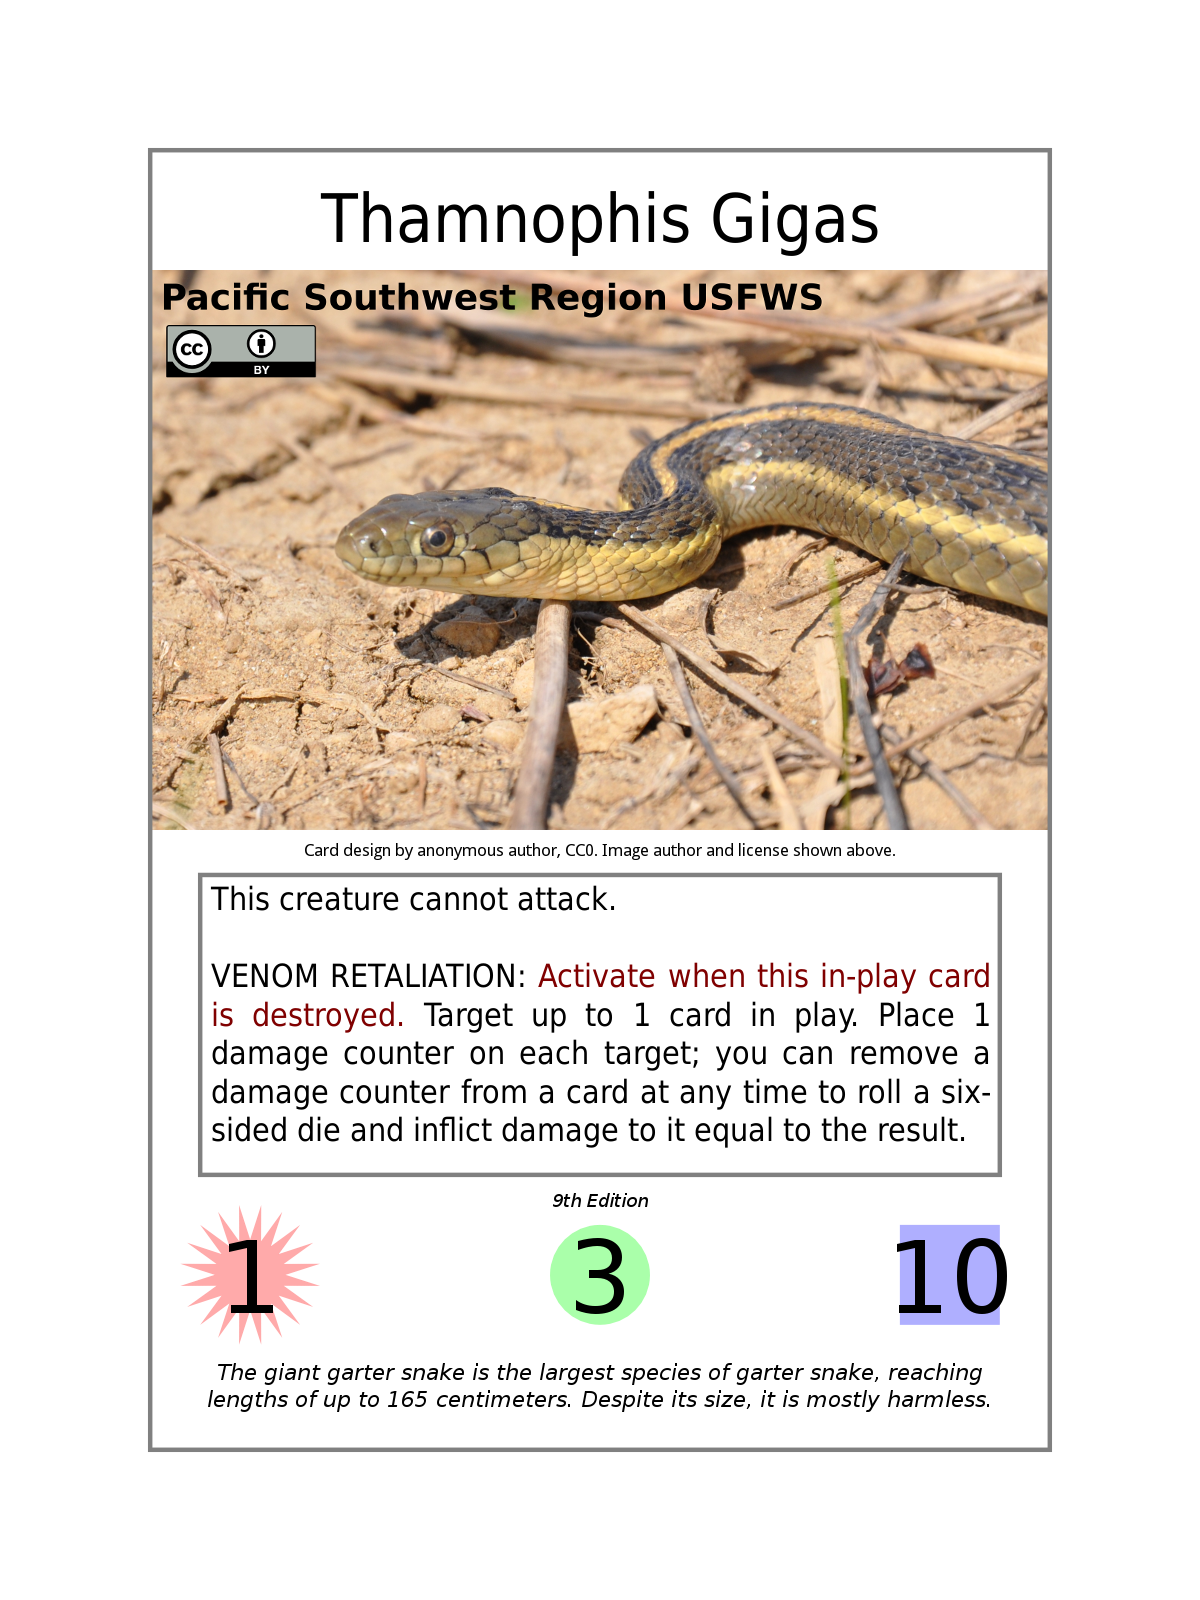 Thamnophis Gigas
Pacific Southwest Region USFWS
cc
BY
Card design by anonymous author, CC0. Image author and license shown above.
This creature cannot attack.
VENOM RETALIATION: Activate when this in-play card
is destroyed. Target up to 1 card in play. Place 1
damage counter on each target; you can remove a
damage counter from a card at any time to roll a six-
sided die and inflict damage to it equal to the result.
9th Edition
1
3
10
The giant garter snake is the largest species of garter snake, reaching
lengths of up to 165 centimeters. Despite its size, it is mostly harmless.